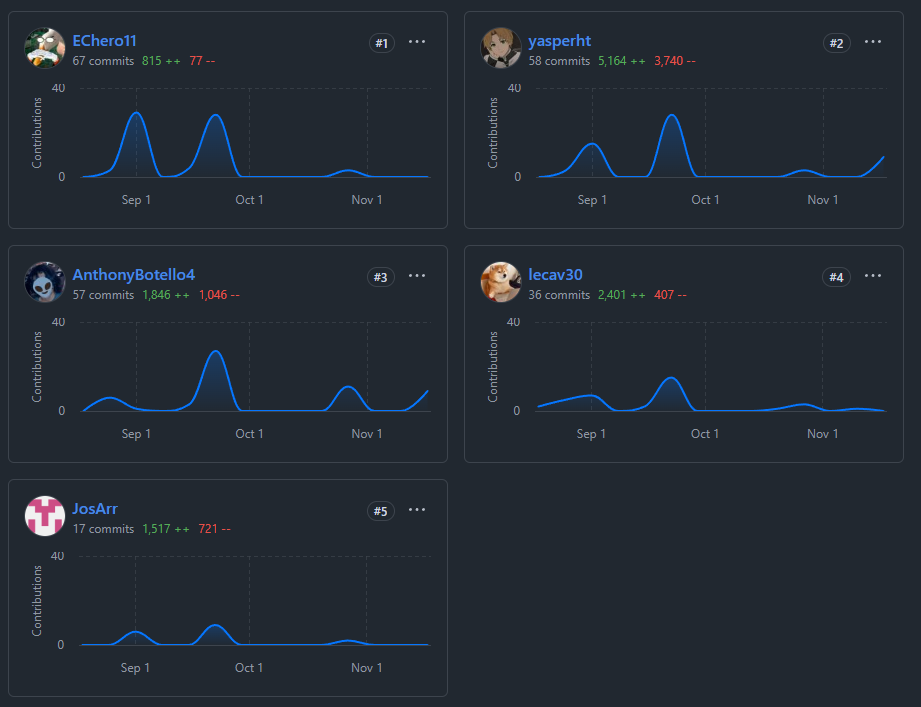 EChero11 #1 ···
67 commits 815 ++ 77 --
Contributions
40
0
Sep 1 Oct 1 Nov 1
yasperht #2 ···
58 commits 5,164 ++ 3,740 --
Contributions
40
0
Sep 1 Oct 1 Nov 1
AnthonyBotello4 #3 ···
57 commits 1,846 ++ 1,046 --
Contributions
40
0
Sep 1 Oct 1 Nov 1
lecav30 #4 ···
36 commits 2,401 ++ 407 --
Contributions
40
0
Sep 1 Oct 1 Nov 1
JosArr #5 ···
17 commits 1,517 ++ 721 --
Contributions
40
0
Sep 1 Oct 1 Nov 1